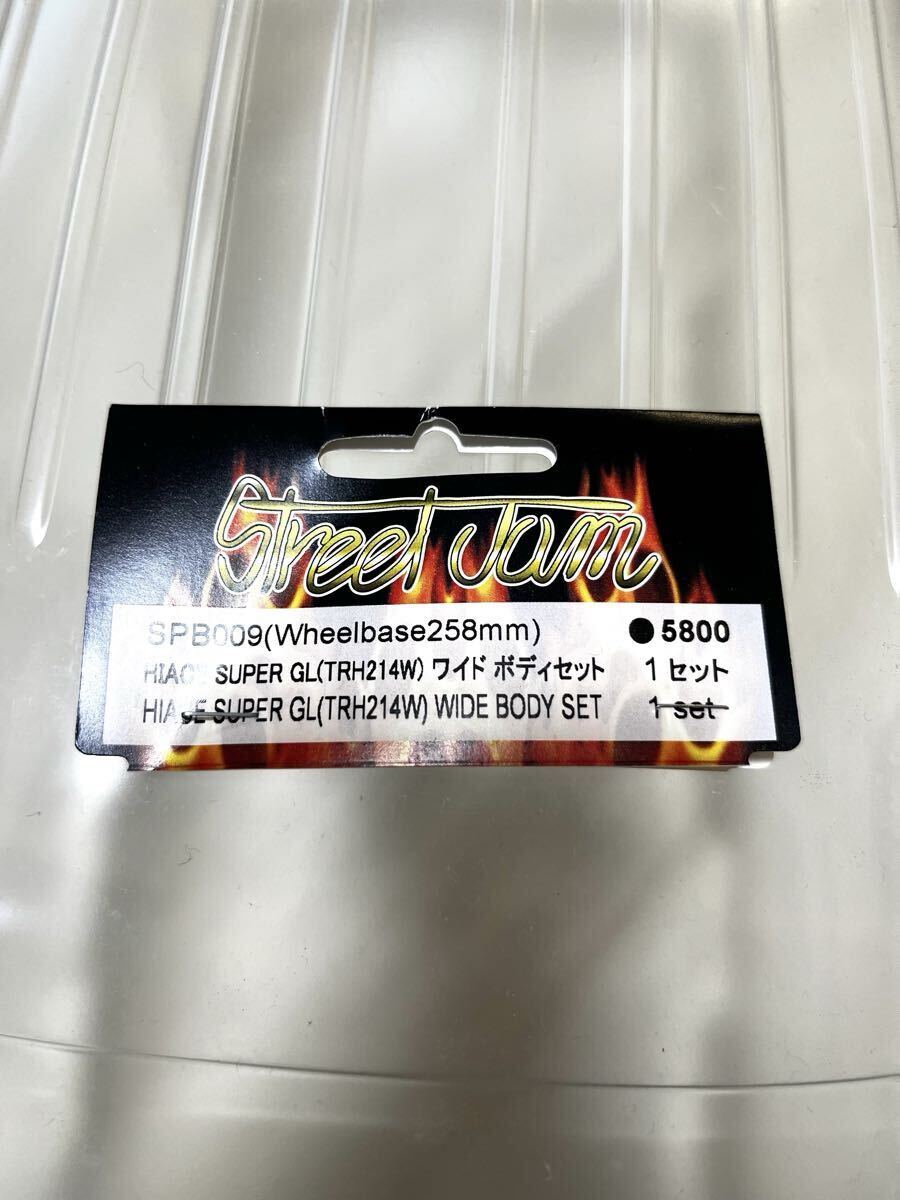 Street Jam
SPB009(Wheelbase258mm) ●5800
HIACE SUPER GL(TRH214W) ワイド ボディセット 1セット
HIACE SUPER GL(TRH214W) WIDE BODY SET 1 set